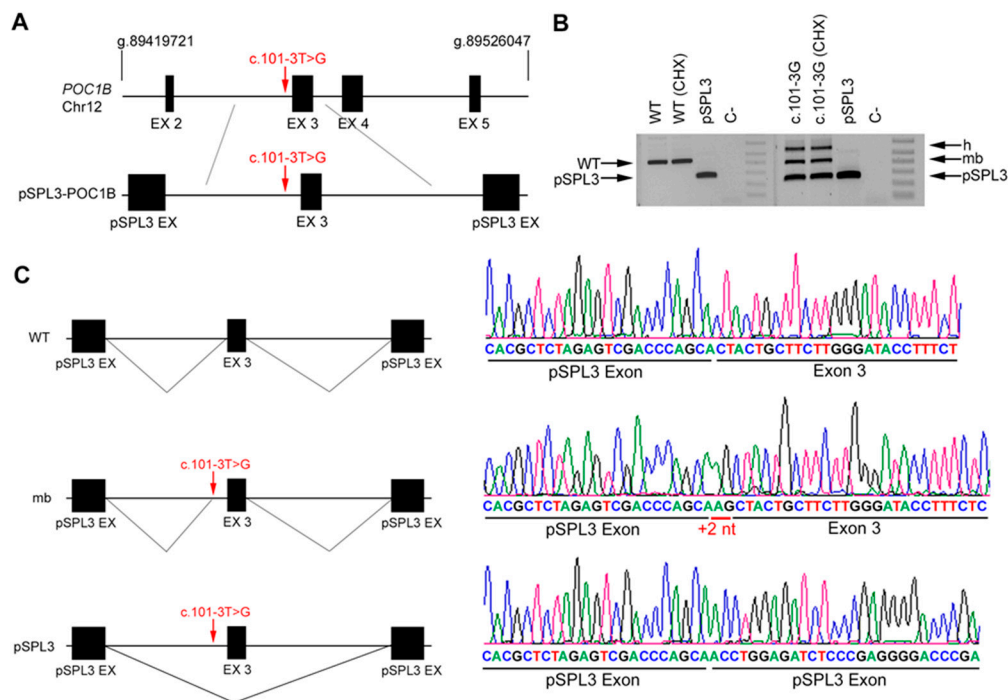 A
g.89419721
g.89526047
c.101-3T>G
POC1B
Chr12
EX 2
EX 3
EX 4
EX 5
c.101-3T>G
pSPL3-POC1B
pSPL3 EX
EX 3
pSPL3 EX
B
WT
WT (CHX)
pSPL3
C-
c.101-3G
c.101-3G (CHX)
pSPL3
C-
WT
pSPL3
h
mb
pSPL3
C
WT
pSPL3 EX
EX 3
pSPL3 EX
CACGCTCTAGAGTCGACCCAGCACTACTGCTTCTTGGGATACCTTTCT
pSPL3 Exon
Exon 3
c.101-3T>G
mb
pSPL3 EX
EX 3
pSPL3 EX
CACGCTCTAGAGTCGACCCAGCAAGCTACTGCTTCTTGGGATACCTTTCTC
pSPL3 Exon
+2 nt
Exon 3
c.101-3T>G
pSPL3
pSPL3 EX
EX 3
pSPL3 EX
CACGCTCTAGAGTCGACCCAGCAACCTGGAGATCTCCCGAGGGGACCCGA
pSPL3 Exon
pSPL3 Exon